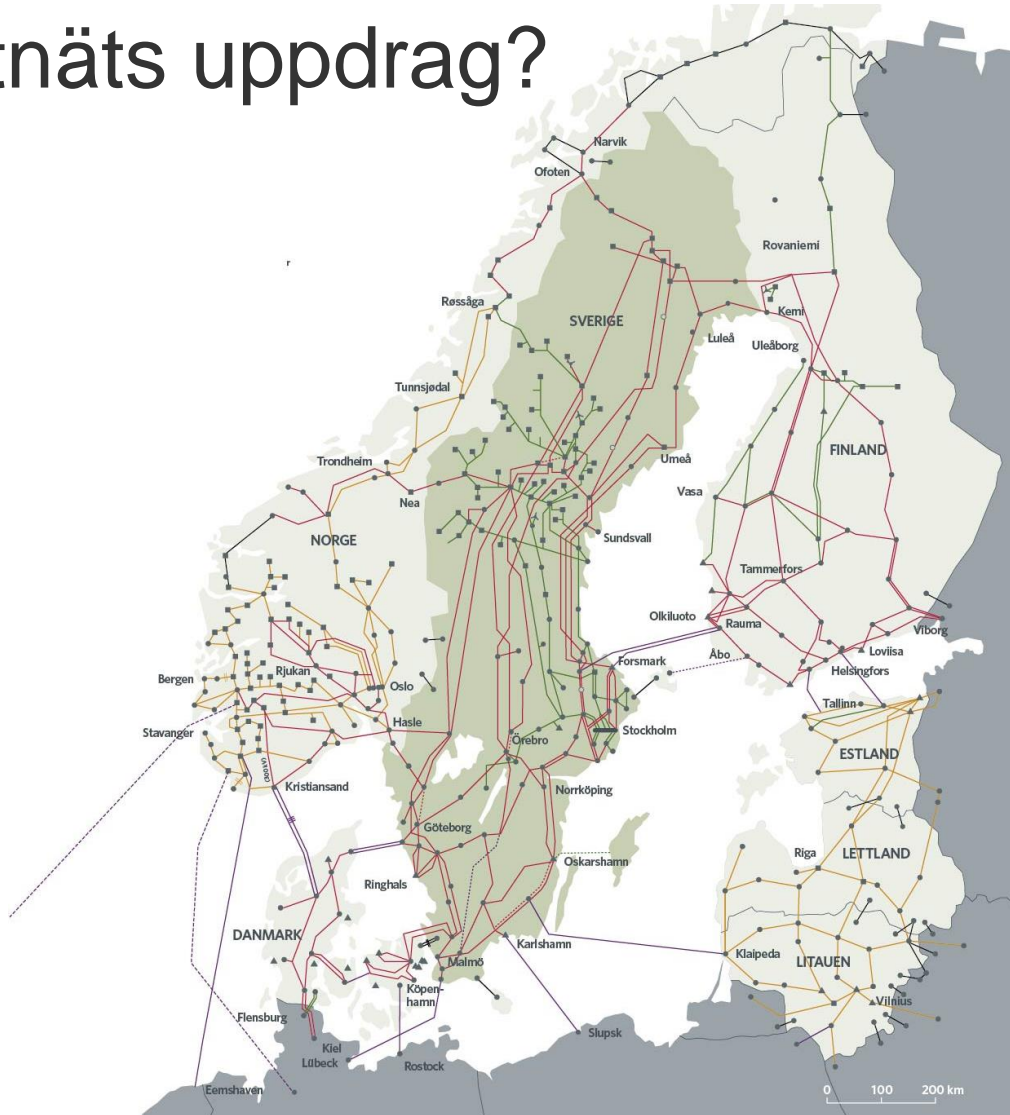 tnäts uppdrag?
Narvik
Ofoten
r
Rovaniemi
Røssåga
SVERIGE
Kemi
Luleå
Uleåborg
Tunnsjødal
FINLAND
Trondheim
Umeå
Vasa
Nea
NORGE
Sundsvall
Tammerfors
Olkiluoto
Rauma
Viborg
Åbo
Loviisa
Forsmark
Helsingfors
Rjukan
Bergen
Oslo
Tallinn
Hasle
Stavanger
Stockholm
Örebro
ESTLAND
Kristiansand
Norrköping
Göteborg
Riga
LETTLAND
Oskarshamn
Ringhals
DANMARK
Karlshamn
Klaipeda
Malmö
LITAUEN
Köpen-
hamn
Vilnius
Flensburg
Slupsk
Kiel
Lübeck
Rostock
Eemshaven
0 100 200 km